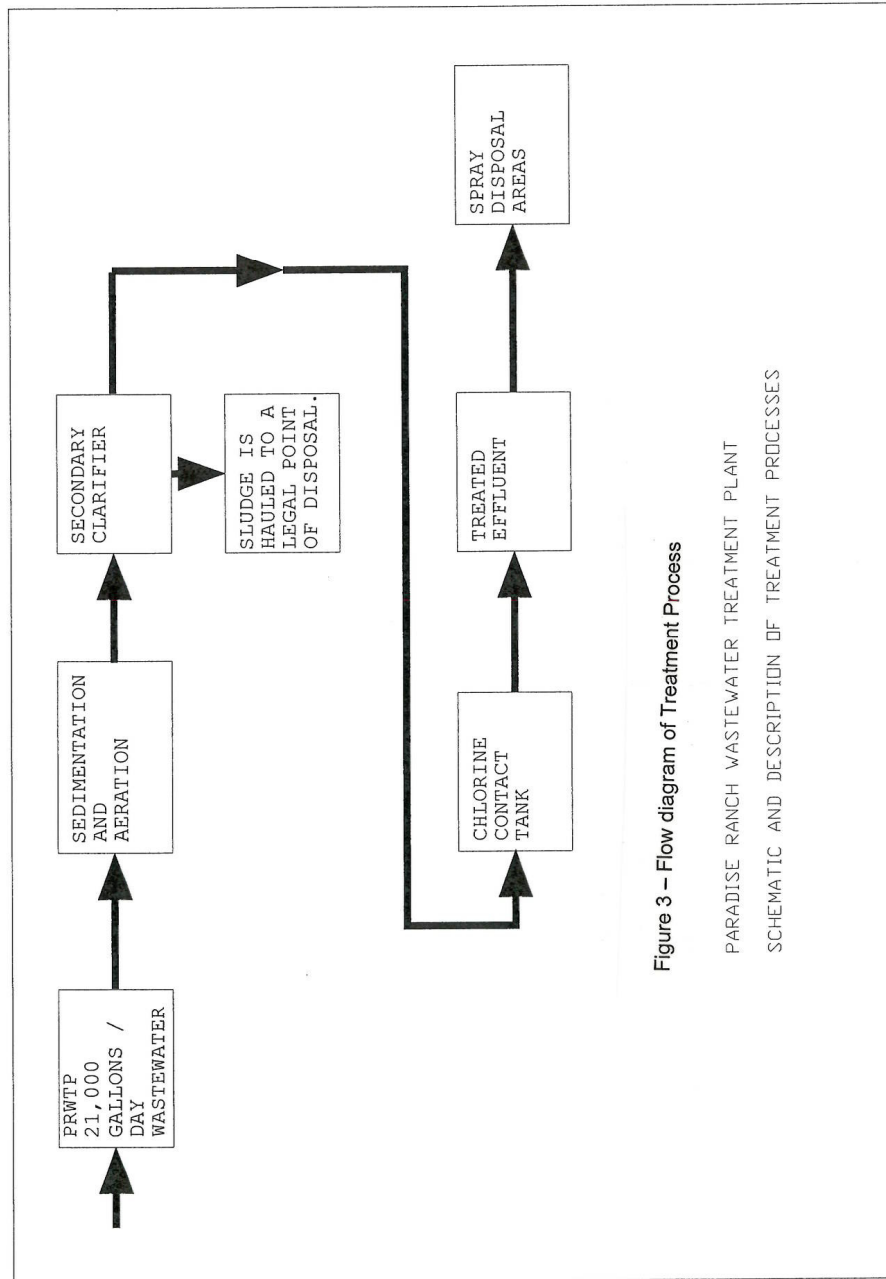 PRWTP
21,000
GALLONS /
DAY
WASTEWATER
SEDIMENTATION
AND
AERATION
SECONDARY
CLARIFIER
SLUDGE IS
HAULED TO A
LEGAL POINT
OF DISPOSAL.
CHLORINE
CONTACT
TANK
TREATED
EFFLUENT
SPRAY
DISPOSAL
AREAS
Figure 3 – Flow diagram of Treatment Process
PARADISE RANCH WASTEWATER TREATMENT PLANT
SCHEMATIC AND DESCRIPTION OF TREATMENT PROCESSES